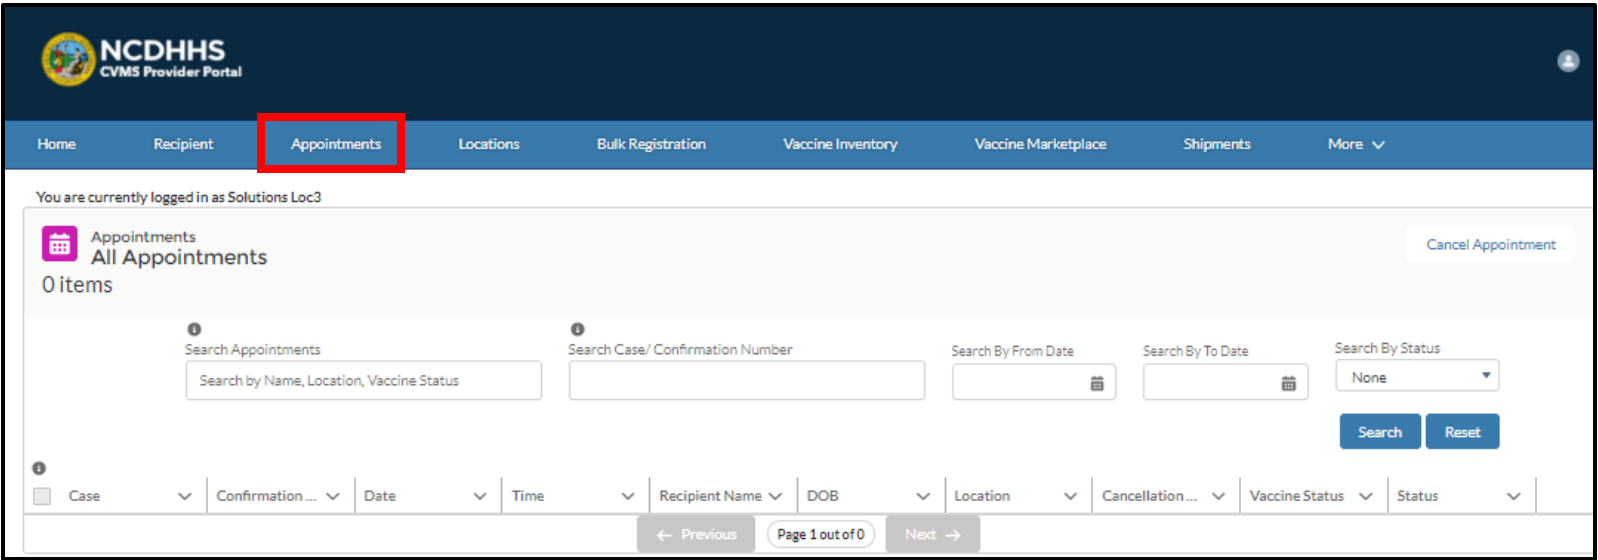 NCDHHS
CVMS Provider Portal
Home Recipient Appointments Locations Bulk Registration Vaccine Inventory Vaccine Marketplace Shipments More
You are currently logged in as Solutions Loc3
Appointments
All Appointments
0 items
Cancel Appointment
Search Appointments
Search by Name, Location, Vaccine Status
Search Case/ Confirmation Number
Search By From Date
Search By To Date
Search By Status
None
Search Reset
Case Confirmation ... Date Time Recipient Name DOB Location Cancellation ... Vaccine Status Status
← Previous Page 1 out of 0 Next →